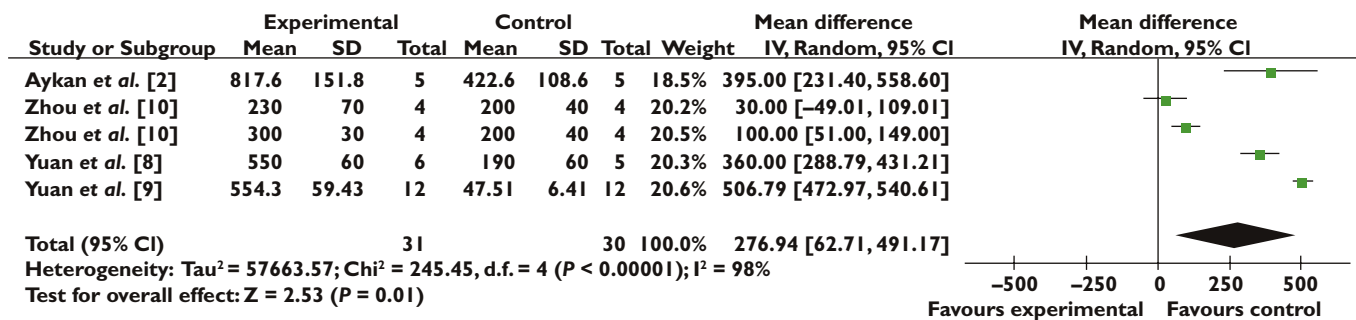 Experimental Control Mean difference Mean difference
Study or Subgroup Mean SD Total Mean SD Total Weight IV, Random, 95% CI IV, Random, 95% CI
Aykan et al. [2] 817.6 151.8 5 422.6 108.6 5 18.5% 395.00 [231.40, 558.60]
Zhou et al. [10] 230 70 4 200 40 4 20.2% 30.00 [–49.01, 109.01]
Zhou et al. [10] 300 30 4 200 40 4 20.5% 100.00 [51.00, 149.00]
Yuan et al. [8] 550 60 6 190 60 5 20.3% 360.00 [288.79, 431.21]
Yuan et al. [9] 554.3 59.43 12 47.51 6.41 12 20.6% 506.79 [472.97, 540.61]
Total (95% CI) 31 30 100.0% 276.94 [62.71, 491.17]
Heterogeneity: Tau² = 57663.57; Chi² = 245.45, d.f. = 4 (P < 0.00001); I² = 98%
Test for overall effect: Z = 2.53 (P = 0.01)
–500 –250 0 250 500
Favours experimental Favours control